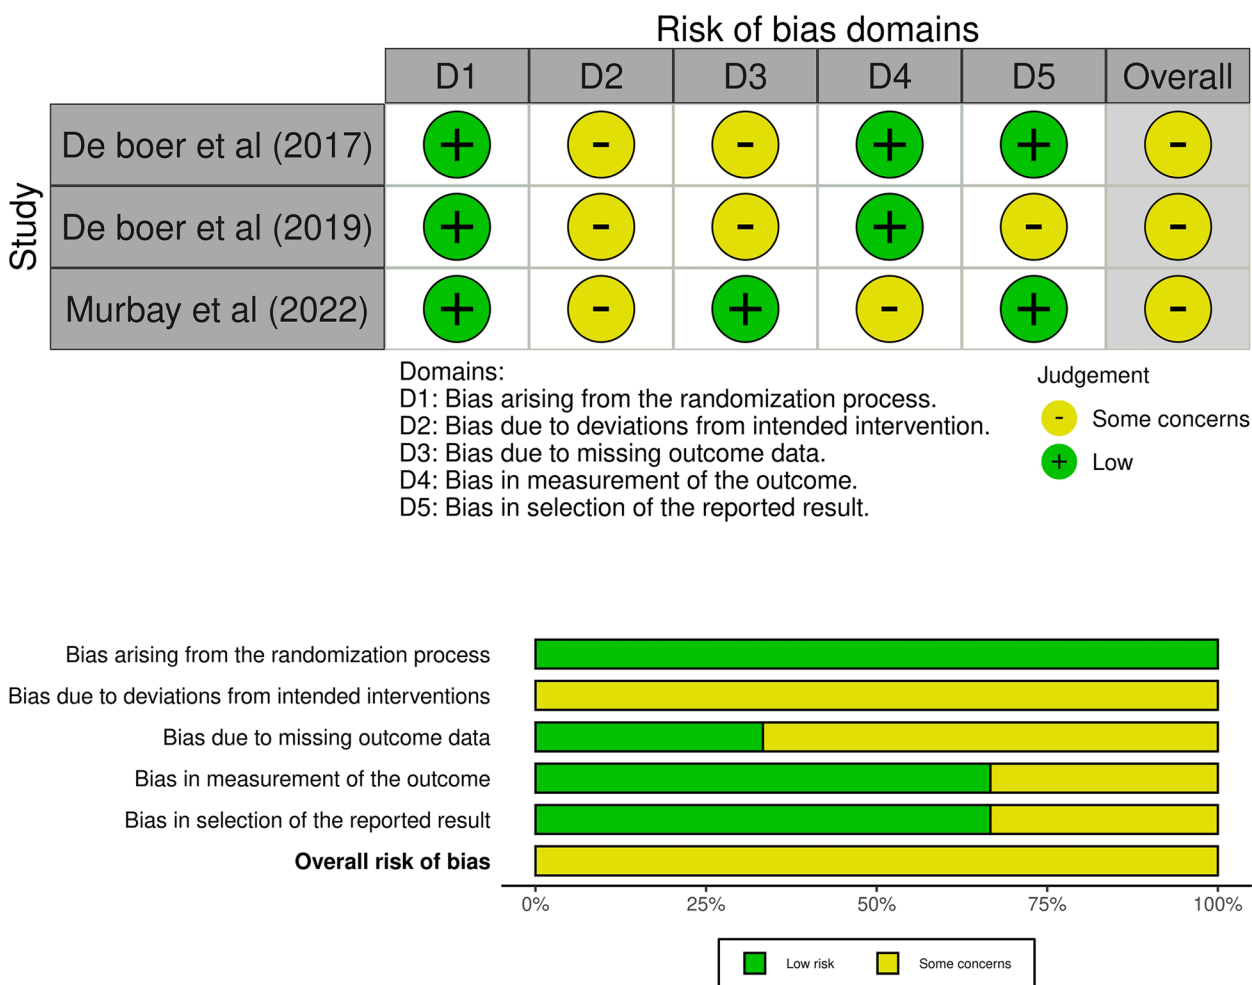 Risk of bias domains
D1 D2 D3 D4 D5 Overall
Study
De boer et al (2017) + - - + + -
De boer et al (2019) + - - + - -
Murbay et al (2022) + - + - + -
Domains:
D1: Bias arising from the randomization process.
D2: Bias due to deviations from intended intervention.
D3: Bias due to missing outcome data.
D4: Bias in measurement of the outcome.
D5: Bias in selection of the reported result.
Judgement
- Some concerns
+ Low
Bias arising from the randomization process
Bias due to deviations from intended interventions
Bias due to missing outcome data
Bias in measurement of the outcome
Bias in selection of the reported result
Overall risk of bias
0% 25% 50% 75% 100%
Low risk Some concerns